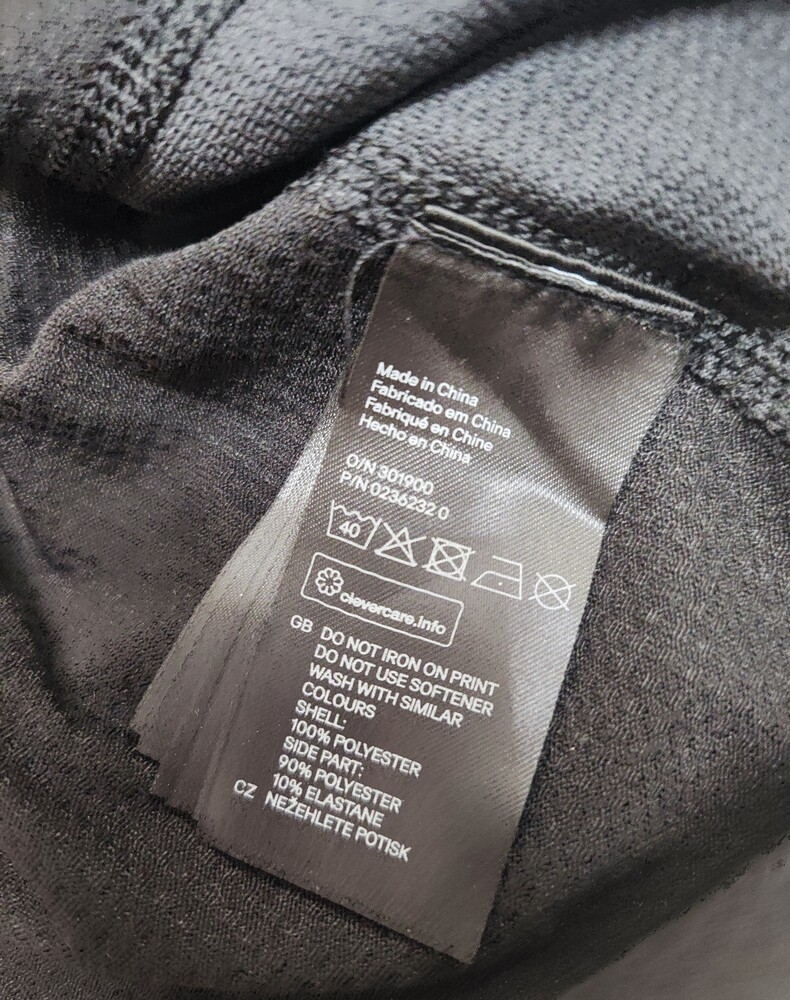 Made in China
Fabricado em China
Fabriqué en Chine
Hecho en China
O/N 301900
P/N 0236232 0
40
clevercare.info
GB DO NOT IRON ON PRINT
DO NOT USE SOFTENER
WASH WITH SIMILAR
COLOURS
SHELL:
100% POLYESTER
SIDE PART:
90% POLYESTER
10% ELASTANE
CZ NEŽEHLETE POTISK